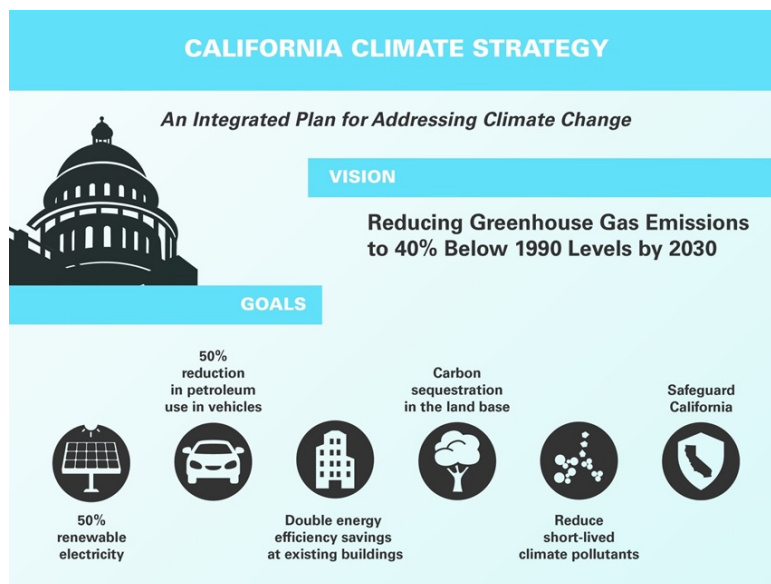 CALIFORNIA CLIMATE STRATEGY
An Integrated Plan for Addressing Climate Change
VISION
Reducing Greenhouse Gas Emissions
to 40% Below 1990 Levels by 2030
GOALS
50%
renewable
electricity
50%
reduction
in petroleum
use in vehicles
Double energy
efficiency savings
at existing buildings
Carbon
sequestration
in the land base
Reduce
short-lived
climate pollutants
Safeguard
California